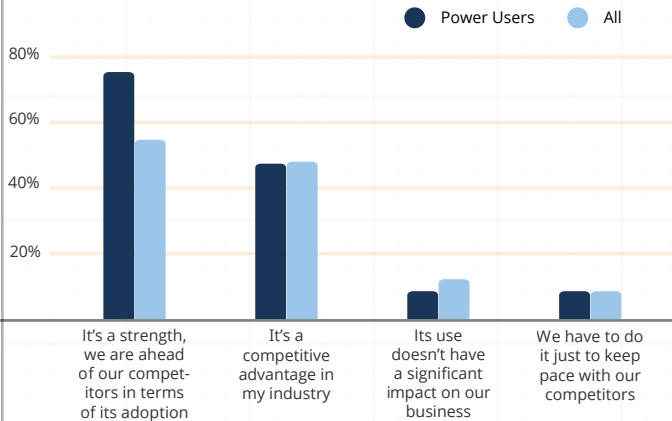 Power Users
All
80%
60%
40%
20%
It's a strength,
we are ahead
of our compet-
itors in terms
of its adoption
It's a
competitive
advantage in
my industry
Its use
doesn't have
a significant
impact on our
business
We have to do
it just to keep
pace with our
competitors